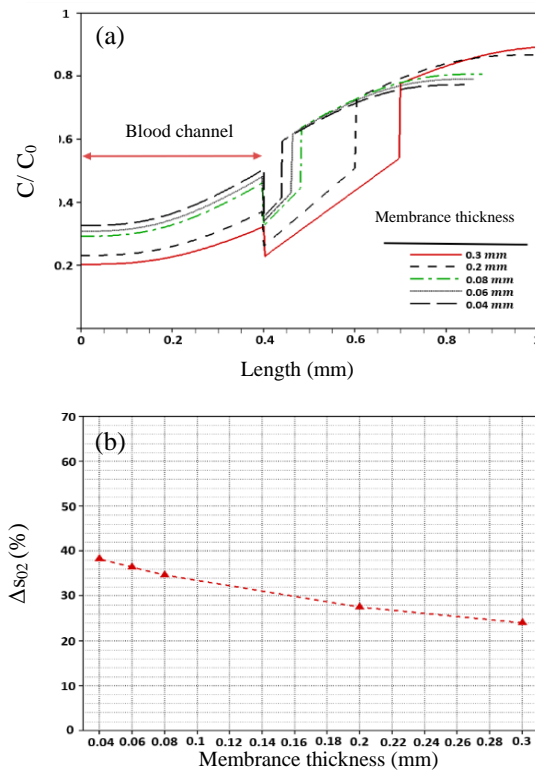 (a)
1
0.8
0.6
0.4
0.2
0
C/ C0
Blood channel
Membrance thickness
0.3 mm
0.2 mm
0.08 mm
0.06 mm
0.04 mm
0 0.2 0.4 0.6 0.8 1
Length (mm)
(b)
70
60
50
40
30
20
10
0
Δs02 (%)
0.04 0.06 0.08 0.1 0.12 0.14 0.16 0.18 0.2 0.22 0.24 0.26 0.28 0.3
Membrance thickness (mm)